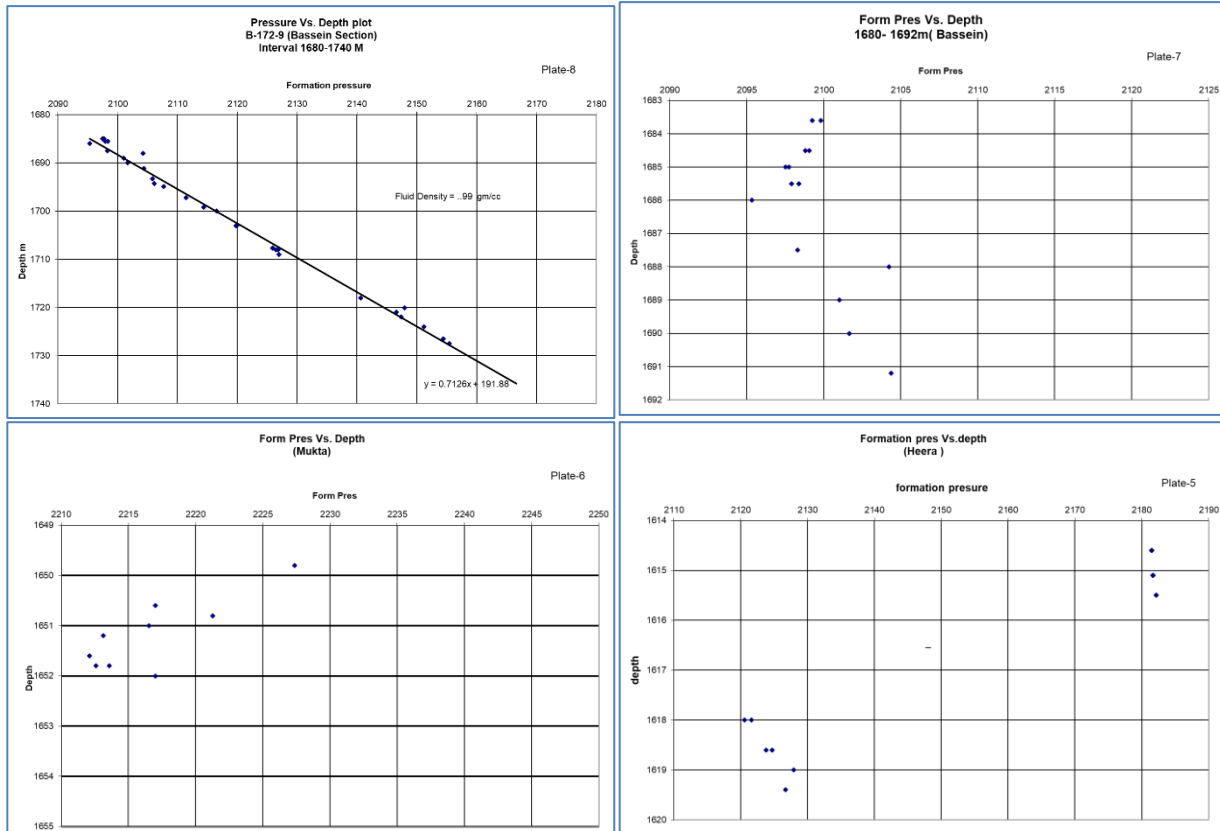 Pressure Vs. Depth plot
B-172-9 (Bassein Section)
Interval 1680-1740 M
Plate-8
Formation pressure
2090 2100 2110 2120 2130 2140 2150 2160 2170 2180
1680
1690
1700
1710
1720
1730
1740
Depth m
Fluid Density = ..99 gm/cc
y = 0.7126x + 191.88
Form Pres Vs. Depth
1680- 1692m( Bassein)
Plate-7
Form Pres
2090 2095 2100 2105 2110 2115 2120 2125
1683
1684
1685
1686
1687
1688
1689
1690
1691
1692
Depth
Form Pres Vs. Depth
(Mukta)
Plate-6
Form Pres
2210 2215 2220 2225 2230 2235 2240 2245 2250
1649
1650
1651
1652
1653
1654
1655
Depth
Formation pres Vs.depth
(Heera )
Plate-5
formation presure
2110 2120 2130 2140 2150 2160 2170 2180 2190
1614
1615
1616
1617
1618
1619
1620
depth